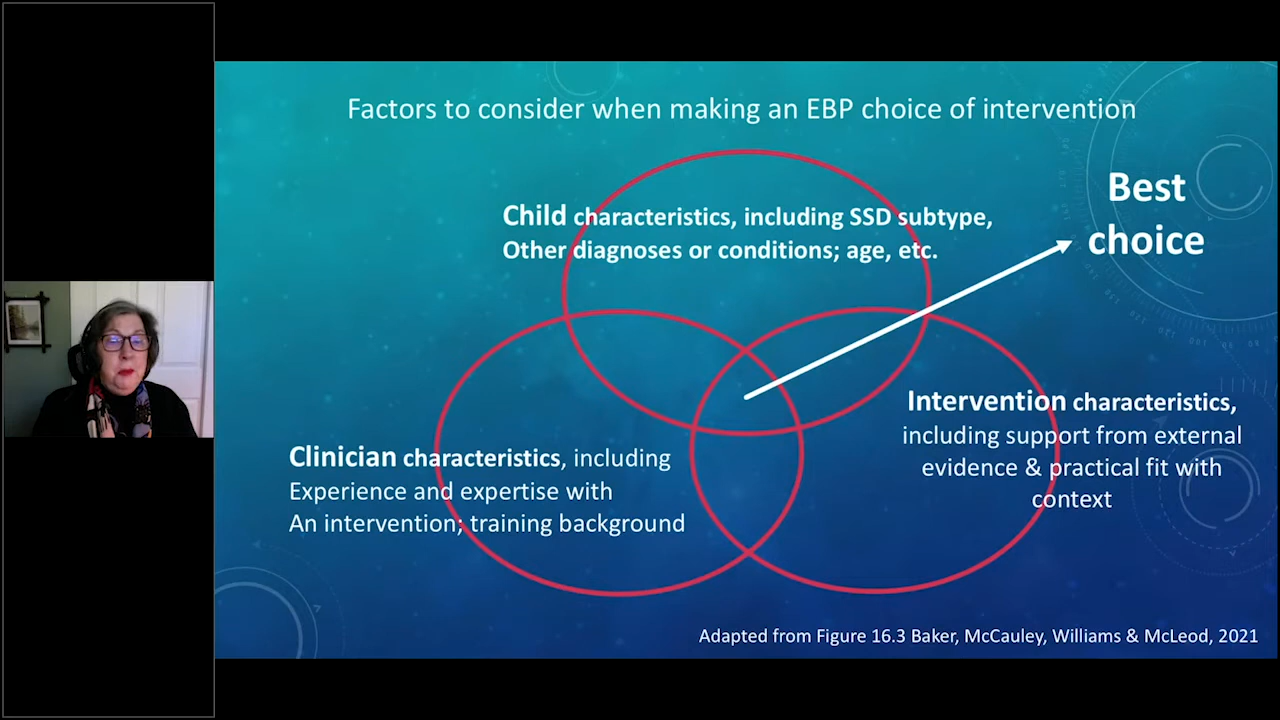 Factors to consider when making an EBP choice of intervention
Best
choice
Child characteristics, including SSD subtype,
Other diagnoses or conditions; age, etc.
Intervention characteristics,
including support from external
evidence & practical fit with
context
Clinician characteristics, including
Experience and expertise with
An intervention; training background
Adapted from Figure 16.3 Baker, McCauley, Williams & McLeod, 2021